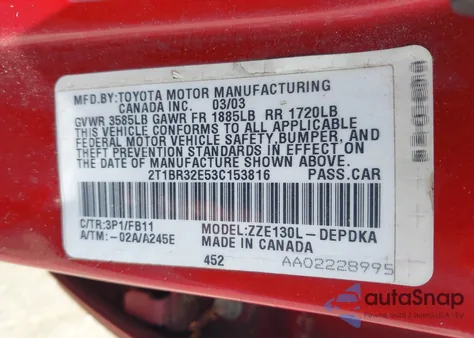 MFD.BY:TOYOTA MOTOR MANUFACTURING
CANADA INC. 03/03
GVWR 3585LB GAWR FR 1885LB RR 1720LB
THIS VEHICLE CONFORMS TO ALL APPLICABLE
FEDERAL MOTOR VEHICLE SAFETY,BUMPER, AND
THEFT PREVENTION STANDARDS IN EFFECT ON
THE DATE OF MANUFACTURE SHOWN ABOVE.
2T1BR32E53C153816 PASS.CAR
C/TR:3P1/FB11 MODEL:ZZE130L-DEPDKA
A/TM:-02A/A245E MADE IN CANADA
452 AA02228995
autoSnap